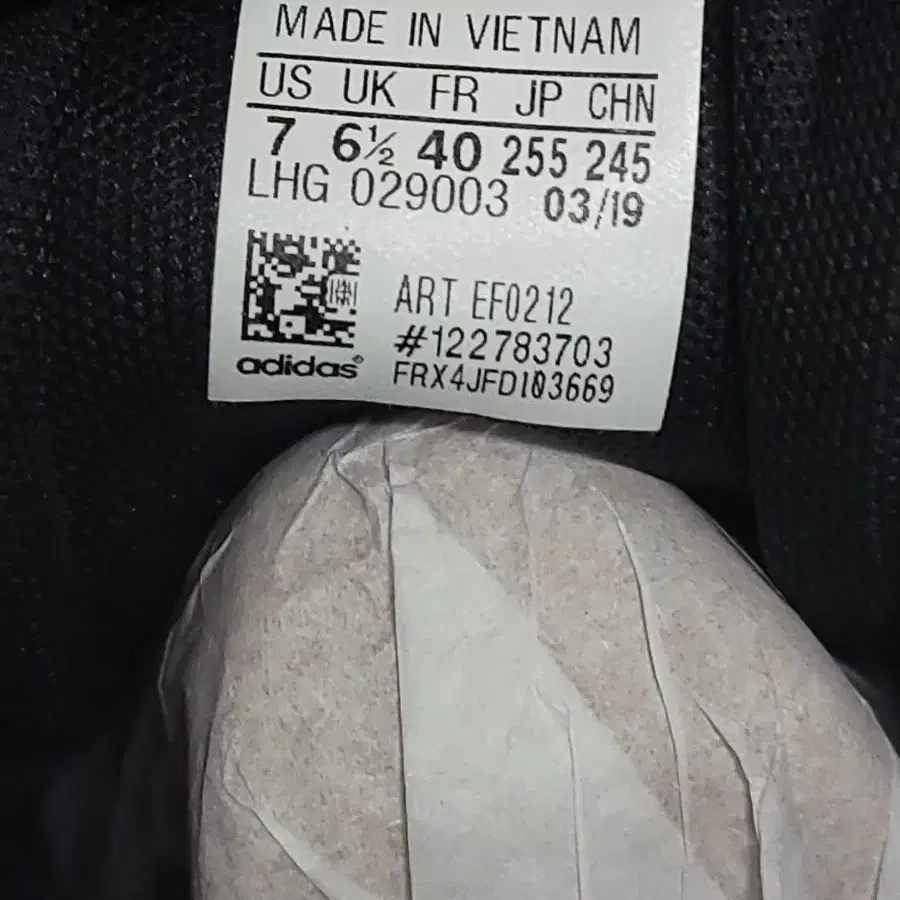 MADE IN VIETNAM
US UK FR JP CHN
7 6½ 40 255 245
LHG 029003 03/19
ART EF0212
#122783703
adidas® FRX4JFD103669